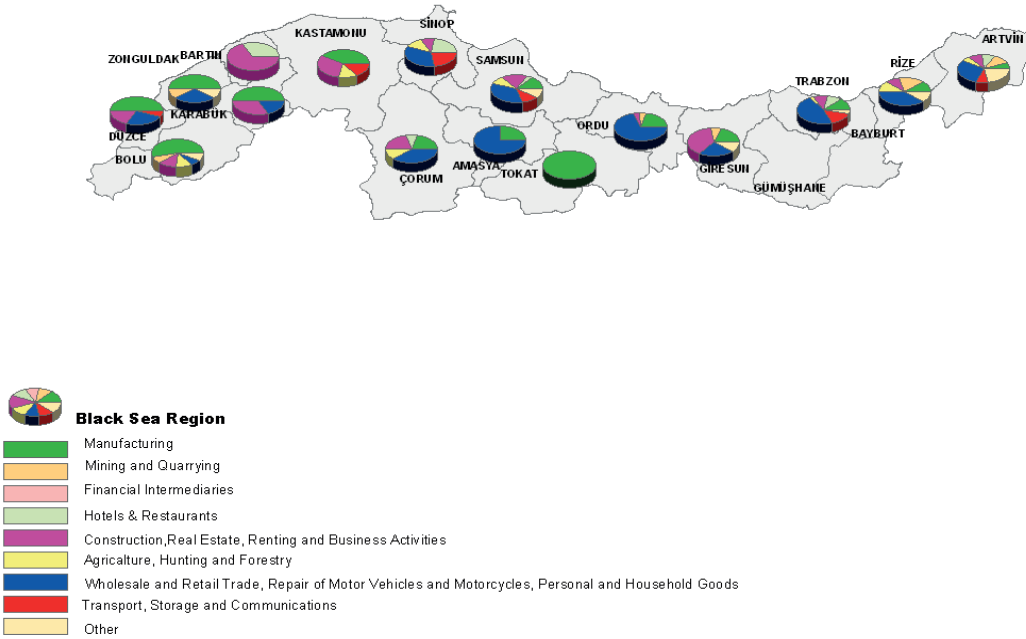 SİNOP
KASTAMONU
ARTVİN
ZONGULDAK
BARTIN
SAMSUN
RİZE
TRABZON
KARABÜK
ORDU
DÜZCE
BAYBURT
BOLU
AMASYA
TOKAT
GİRESUN
ÇORUM
GÜMÜŞHANE
Black Sea Region
Manufacturing
Mining and Quarrying
Financial Intermediaries
Hotels & Restaurants
Construction,Real Estate, Renting and Business Activities
Agriculture, Hunting and Forestry
Wholesale and Retail Trade, Repair of Motor Vehicles and Motorcycles, Personal and Household Goods
Transport, Storage and Communications
Other